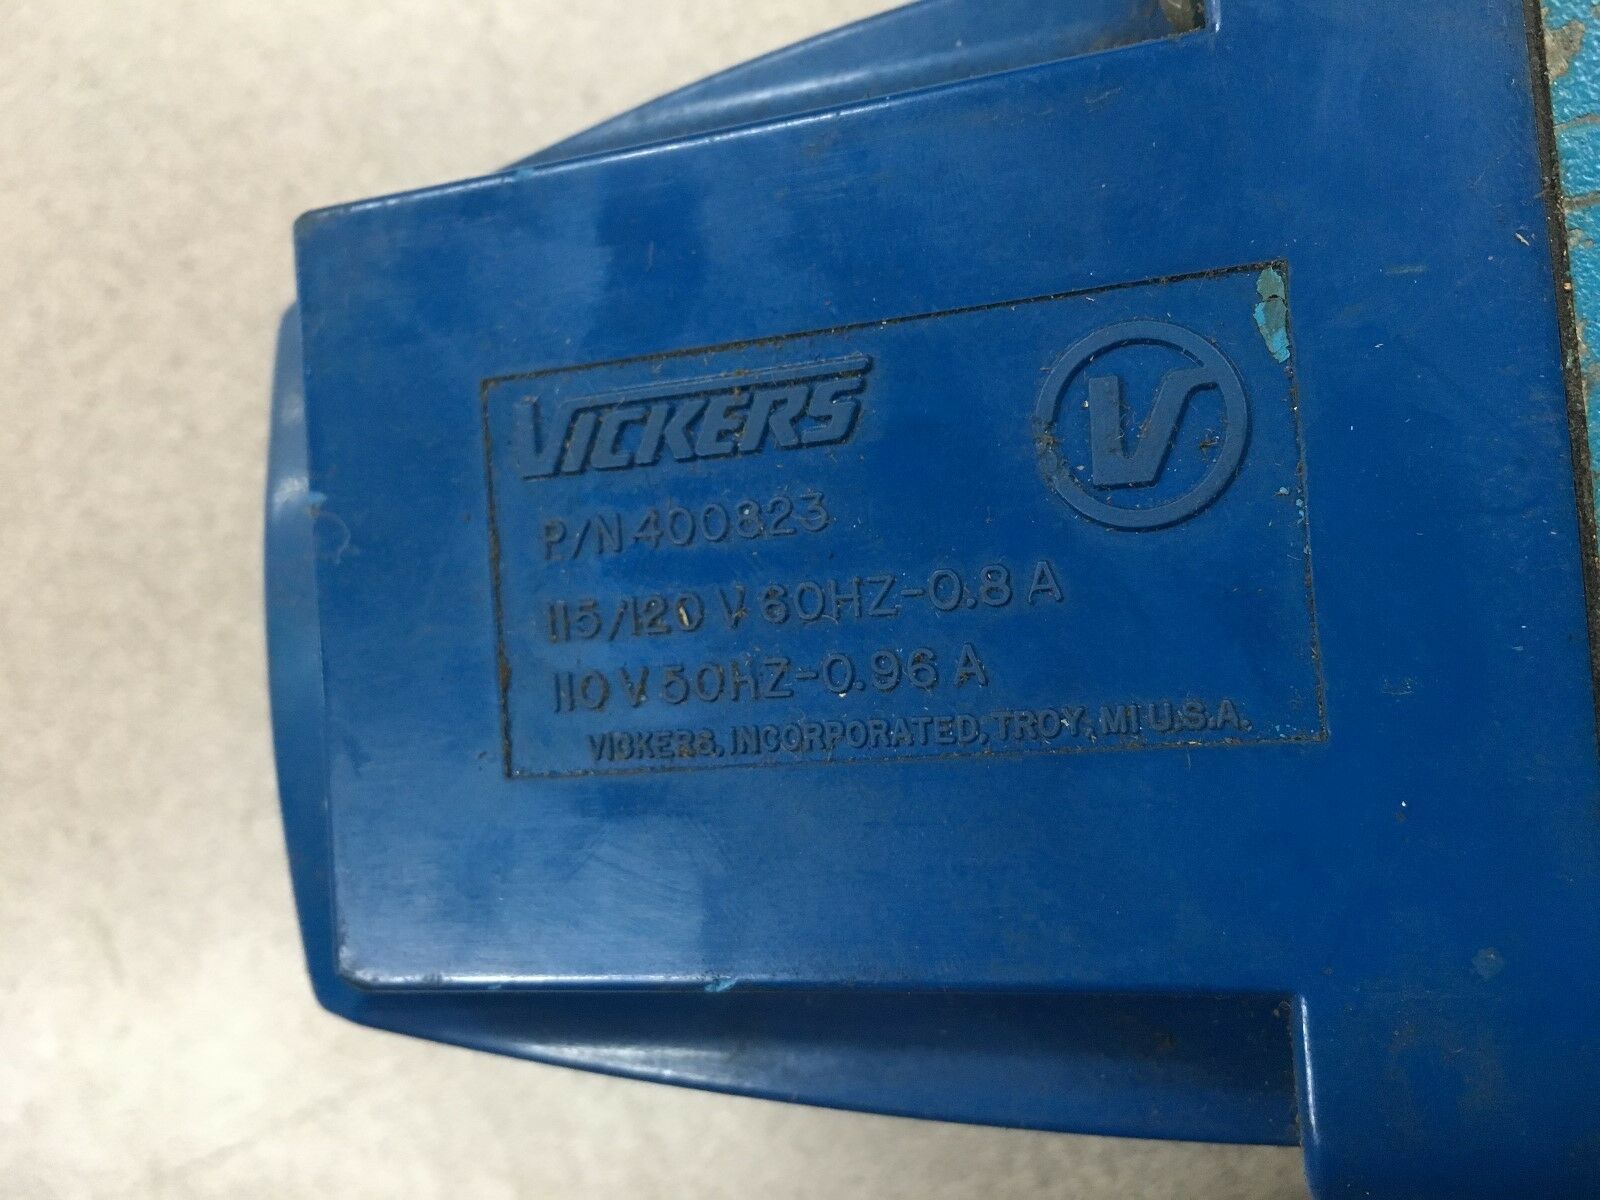 VICKERS
V
P/N 400823
115/120 V 60HZ-0.8 A
110 V 50HZ-0.96 A
VICKERS, INCORPORATED, TROY, MI U.S.A.